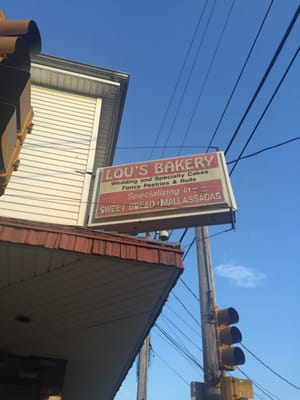 LOU'S BAKERY
Wedding and Specialty Cakes
Fancy Pastries & Rolls
Specializing in
SWEET BREAD - MALLASSADAS